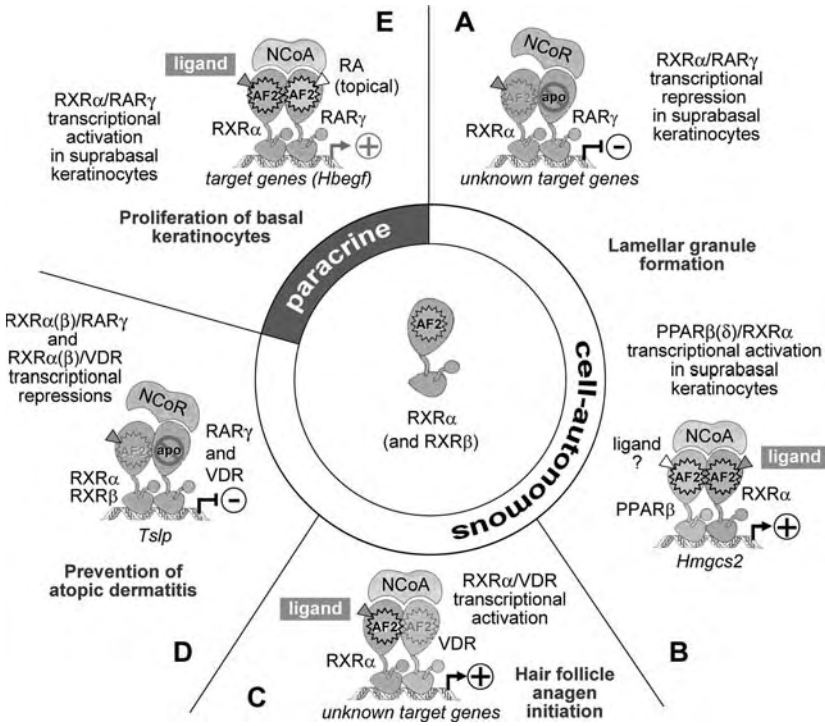 A
NCoR
AF2
apo
RXRα
RARγ
−
unknown target genes
RXRα/RARγ
transcriptional
repression
in suprabasal
keratinocytes
Lamellar granule
formation
PPARβ(δ)/RXRα
transcriptional activation
in suprabasal
keratinocytes
ligand
?
NCoA
ligand
AF2
AF2
PPARβ
RXRα
+
Hmgcs2
B
C
NCoA
ligand
AF2
AF2
RXRα
VDR
+
unknown target genes
RXRα/VDR
transcriptional
activation
Hair follicle
anagen
initiation
D
RXRα(β)/RARγ
and
RXRα(β)/VDR
transcriptional
repressions
NCoR
AF2
apo
RARγ
and
VDR
RXRα
RXRβ
−
Tslp
Prevention of
atopic dermatitis
E
ligand
NCoA
RA
(topical)
AF2
AF2
RXRα
RARγ
+
target genes (Hbegf)
RXRα/RARγ
transcriptional
activation
in suprabasal
keratinocytes
Proliferation of basal
keratinocytes
paracrine
cell-autonomous
AF2
RXRα
(and RXRβ)